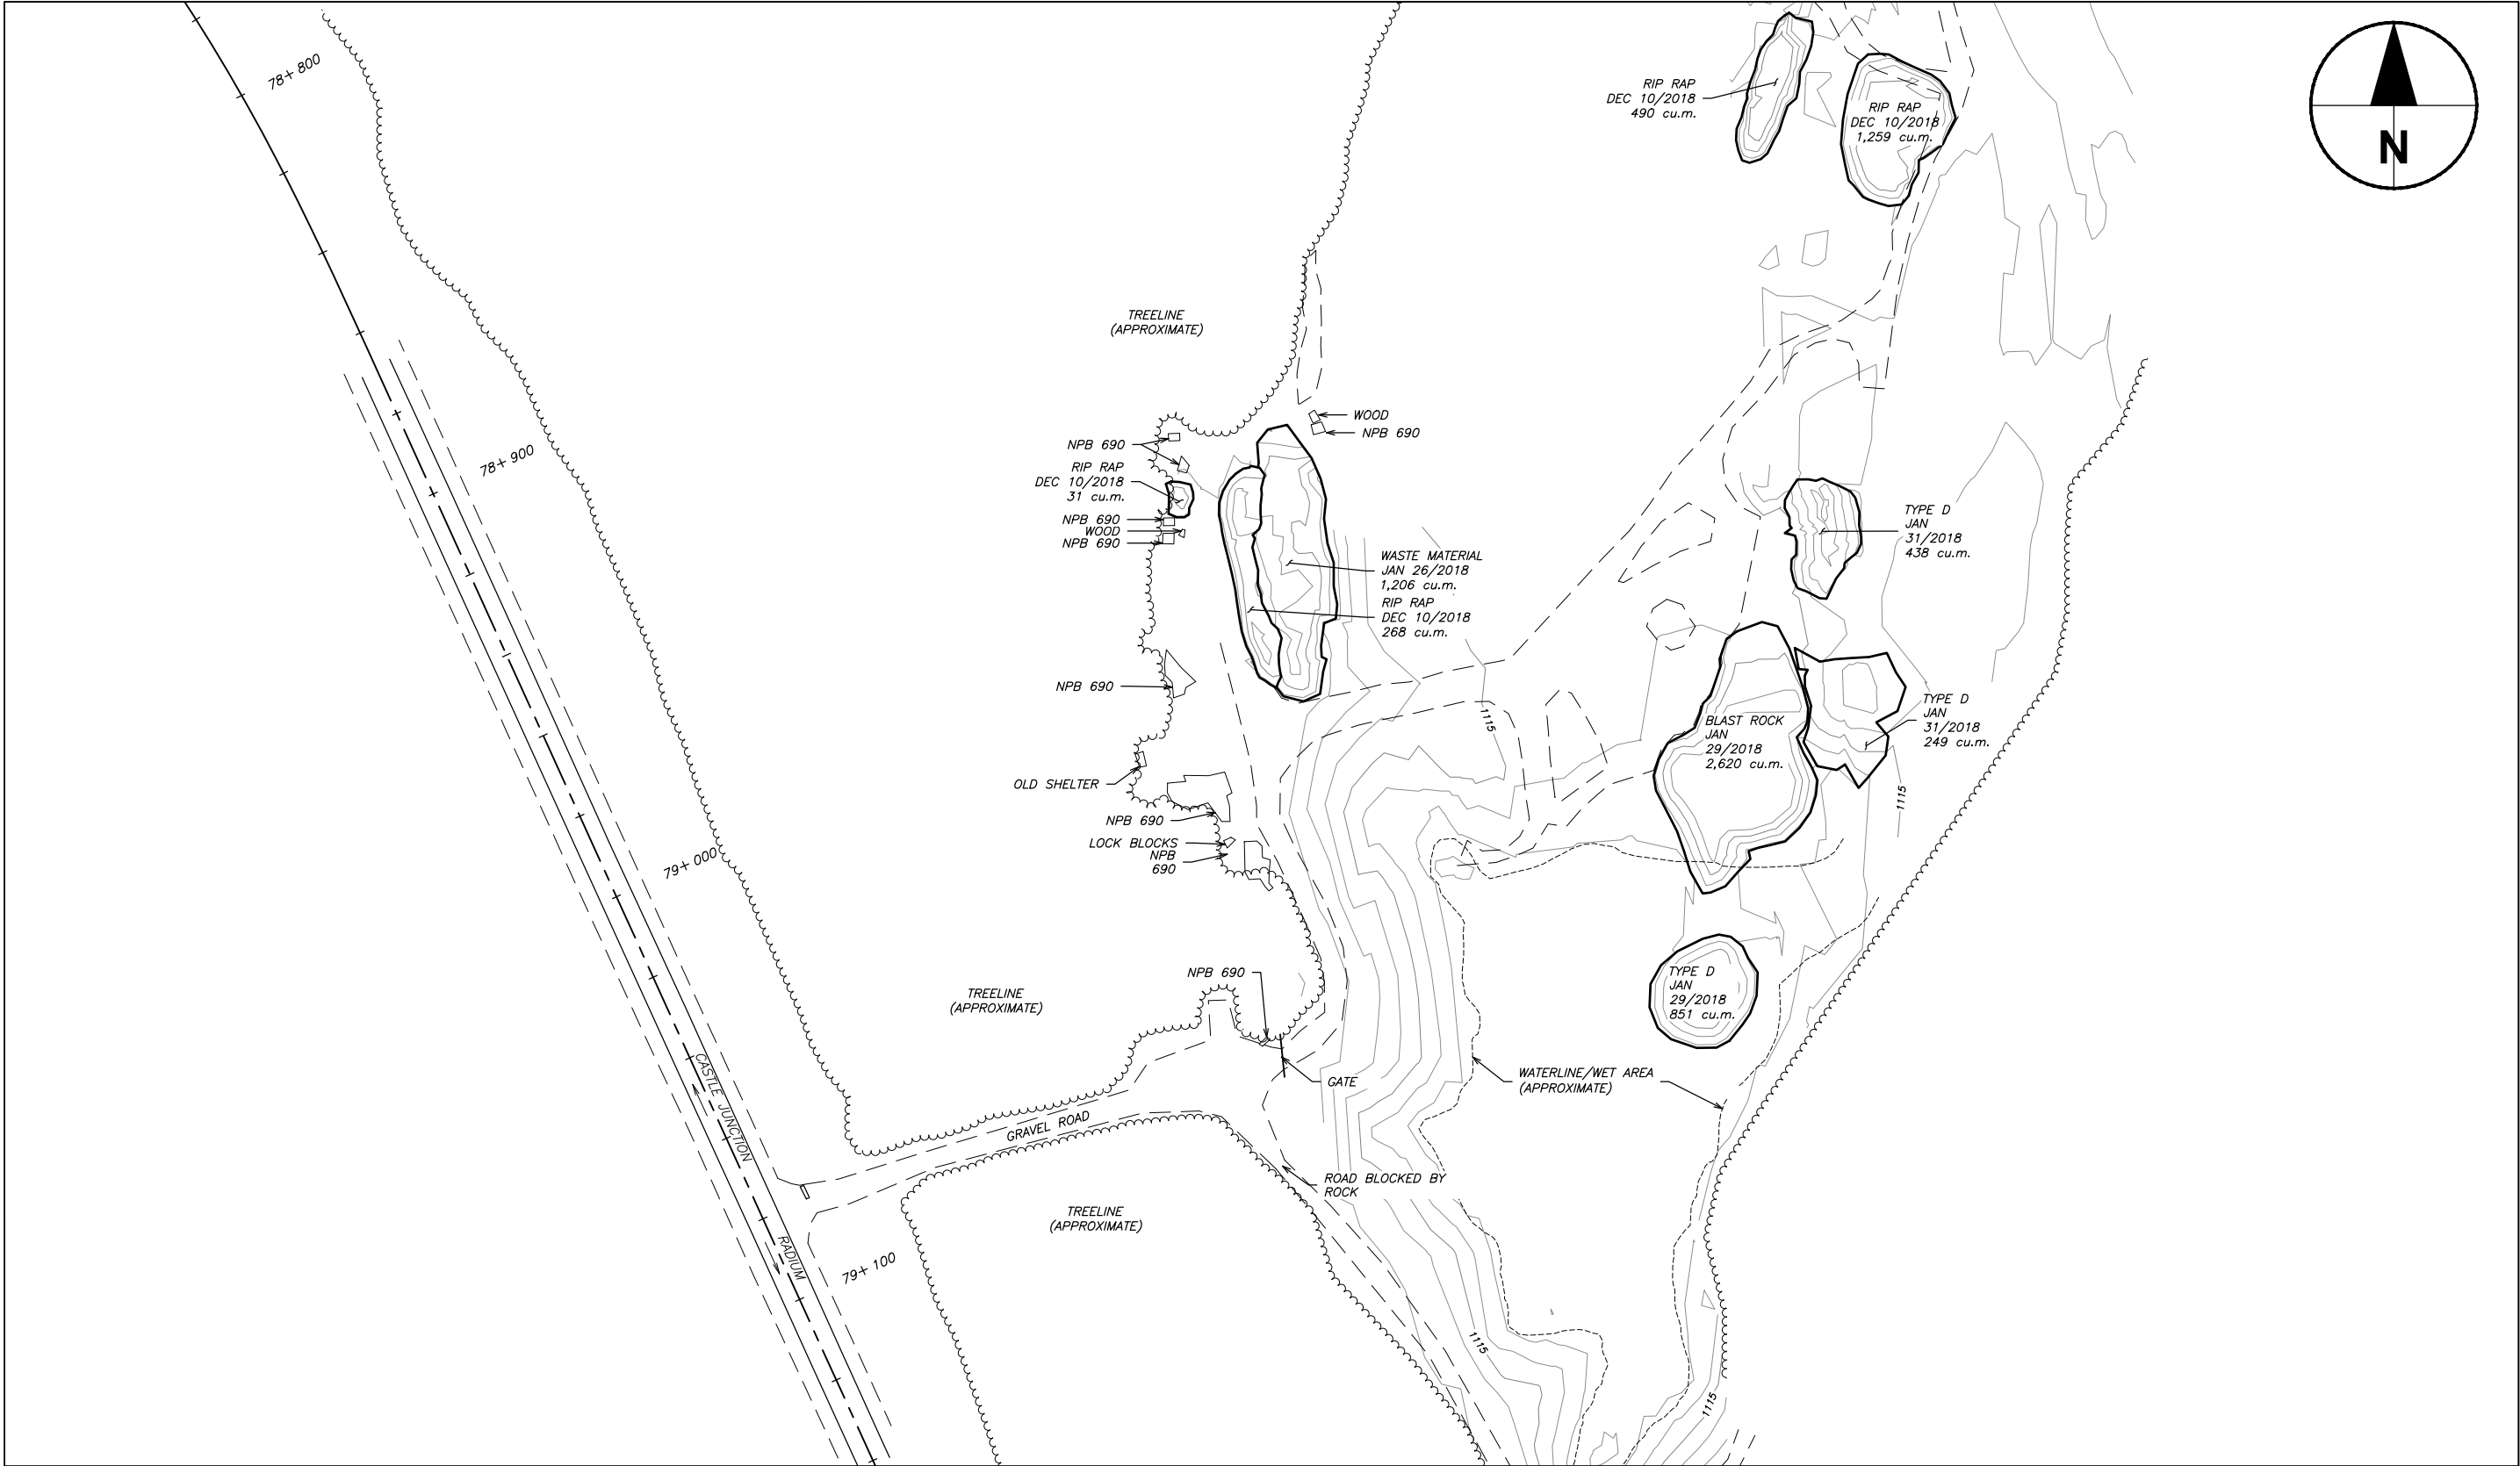 78+ 800
RIP RAP
DEC 10/2018
490 cu.m.
RIP RAP
DEC 10/2018
1,259 cu.m.
N
TREELINE
(APPROXIMATE)
WOOD
NPB 690
NPB 690
78+ 900
RIP RAP
DEC 10/2018
31 cu.m.
NPB 690
WOOD
NPB 690
WASTE MATERIAL
JAN 26/2018
1,206 cu.m.
RIP RAP
DEC 10/2018
268 cu.m.
TYPE D
JAN
31/2018
438 cu.m.
NPB 690
1115
BLAST ROCK
JAN
29/2018
2,620 cu.m.
TYPE D
JAN
31/2018
249 cu.m.
OLD SHELTER
1115
NPB 690
LOCK BLOCKS
NPB
690
79+ 000
NPB 690
TREELINE
(APPROXIMATE)
TYPE D
JAN
29/2018
851 cu.m.
GATE
WATERLINE/WET AREA
(APPROXIMATE)
CASTLE JUNCTION
GRAVEL ROAD
ROAD BLOCKED BY
ROCK
TREELINE
(APPROXIMATE)
RADIUM
79+ 100
1115
1115